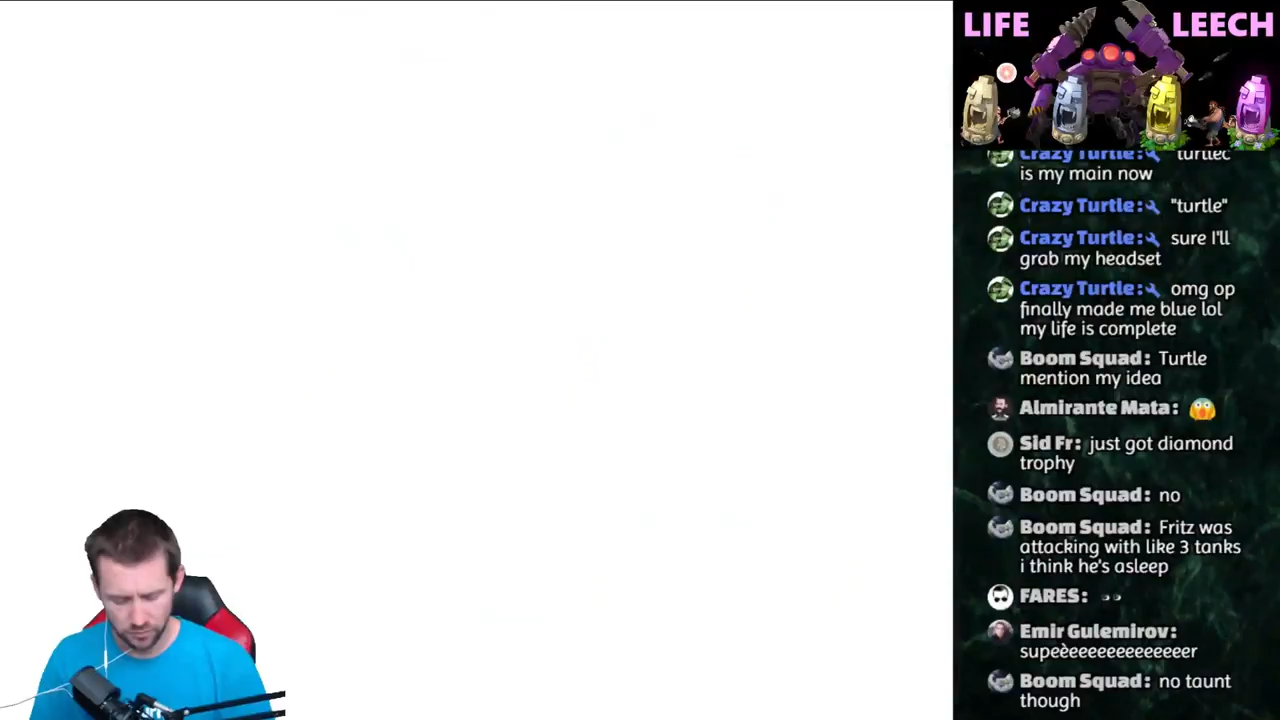 LIFE LEECH
Crazy Turtle: "turtle"
is my main now
Crazy Turtle: "turtle"
Crazy Turtle: sure I'll
grab my headset
Crazy Turtle: omg op
finally made me blue lol
my life is complete
Boom Squad: Turtle
mention my idea
Almirante Mata: 😱
Sid Fr: just got diamond
trophy
Boom Squad: no
Boom Squad: Fritz was
attacking with like 3 tanks
i think he's asleep
FARES: 👀
Emir Gulemirov:
supeèeeeeeeeeeeeer
Boom Squad: no taunt
though